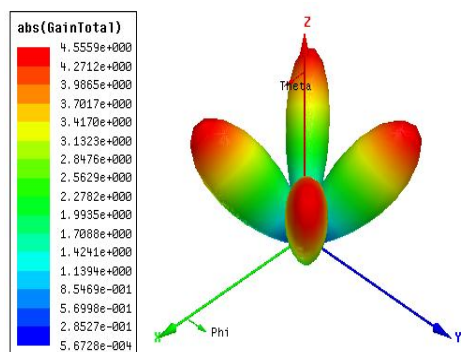 abs(GainTotal)
4.5559e+000
4.2712e+000
3.9865e+000
3.7017e+000
3.4170e+000
3.1323e+000
2.8476e+000
2.5629e+000
2.2782e+000
1.9935e+000
1.7088e+000
1.4241e+000
1.1394e+000
8.5469e-001
5.6998e-001
2.8527e-001
5.6728e-004
Z
Theta
X
Phi
Y